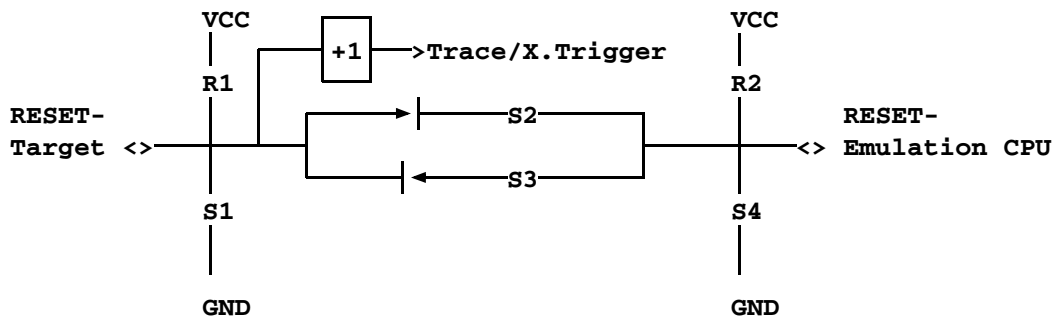 VCC
VCC
+1
>Trace/X.Trigger
R1
R2
RESET-
Target <>
S2
RESET-
<> Emulation CPU
S3
S1
S4
GND
GND